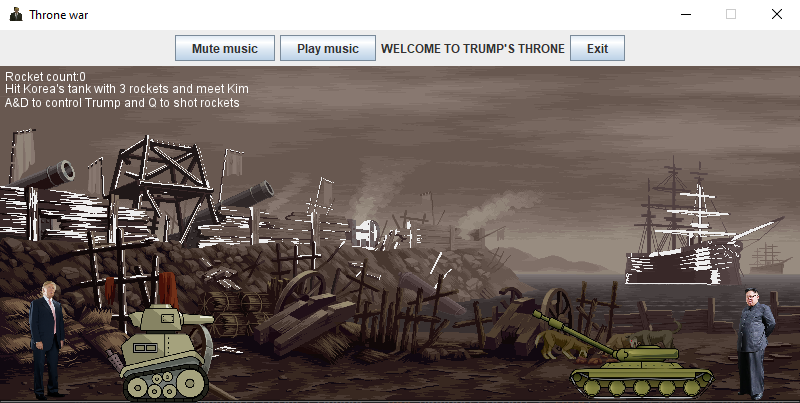 Throne war
Mute music
Play music
WELCOME TO TRUMP'S THRONE
Exit
Rocket count:0
Hit Korea's tank with 3 rockets and meet Kim
A&D to control Trump and Q to shot rockets